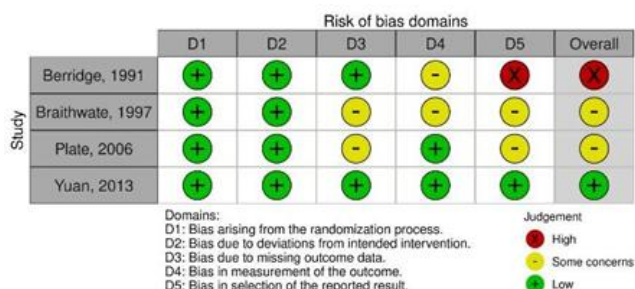 Risk of bias domains
D1 D2 D3 D4 D5 Overall
Study
Berridge, 1991 + + + - X X
Braithwate, 1997 + + - - - -
Plate, 2006 + + - + - -
Yuan, 2013 + + + + + +
Domains:
D1: Bias arising from the randomization process.
D2: Bias due to deviations from intended intervention.
D3: Bias due to missing outcome data.
D4: Bias in measurement of the outcome.
D5: Bias in selection of the reported result.
Judgement
X High
- Some concerns
+ Low